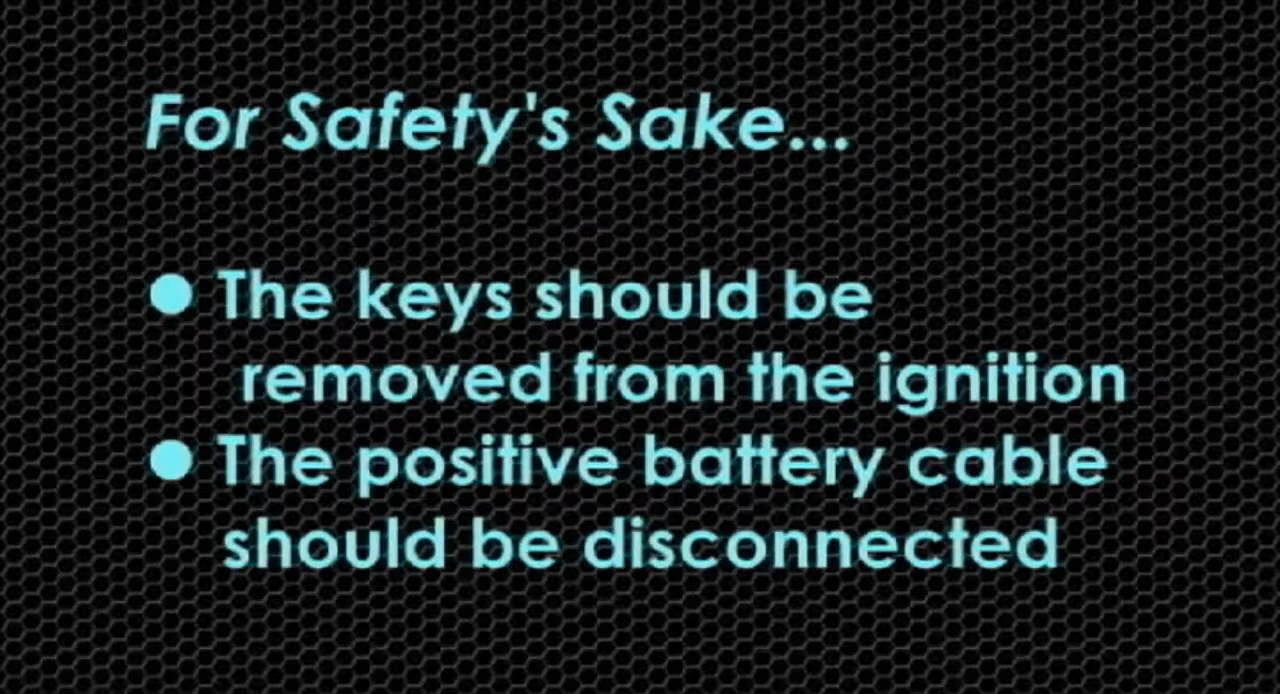 For Safety's Sake...
● The keys should be
removed from the ignition
● The positive battery cable
should be disconnected